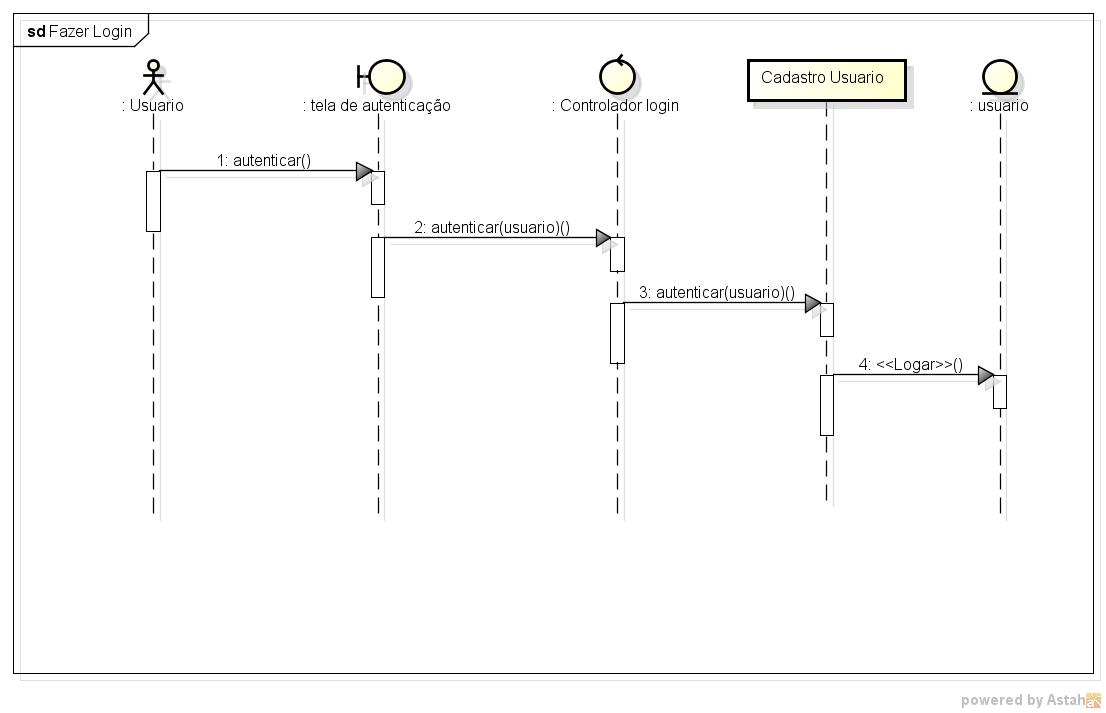 sd Fazer Login
: Usuario
: tela de autenticação
: Controlador login
Cadastro Usuario
: usuario
1: autenticar()
2: autenticar(usuario)()
3: autenticar(usuario)()
4: <<Logar>>()
powered by Astah